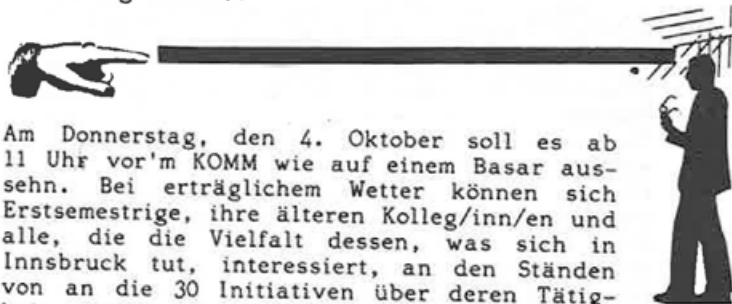 Am Donnerstag, den 4. Oktober soll es ab
11 Uhr vor'm KOMM wie auf einem Basar aus-
sehn. Bei erträglichem Wetter können sich
Erstsemestrige, ihre älteren Kolleg/inn/en und
alle, die die Vielfalt dessen, was sich in
Innsbruck tut, interessiert, an den Ständen
von an die 30 Initiativen über deren Tätig-